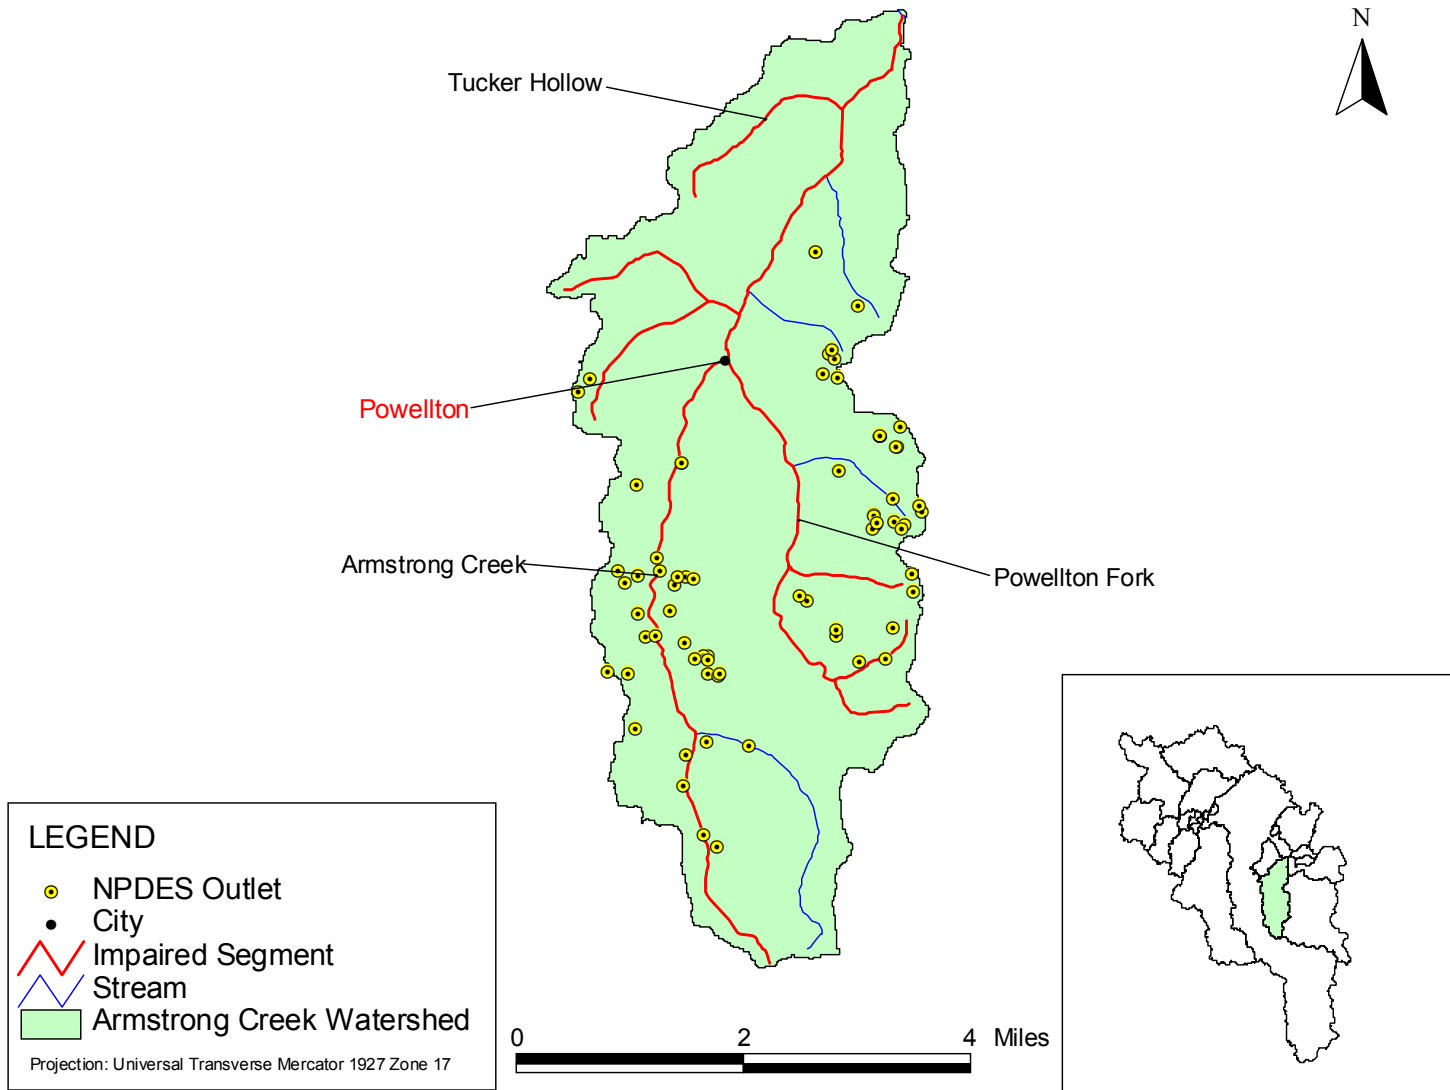 N
Tucker Hollow
Powellton
Armstrong Creek
Powellton Fork
LEGEND
NPDES Outlet
City
Impaired Segment
Stream
Armstrong Creek Watershed
Projection: Universal Transverse Mercator 1927 Zone 17
0 2 4 Miles